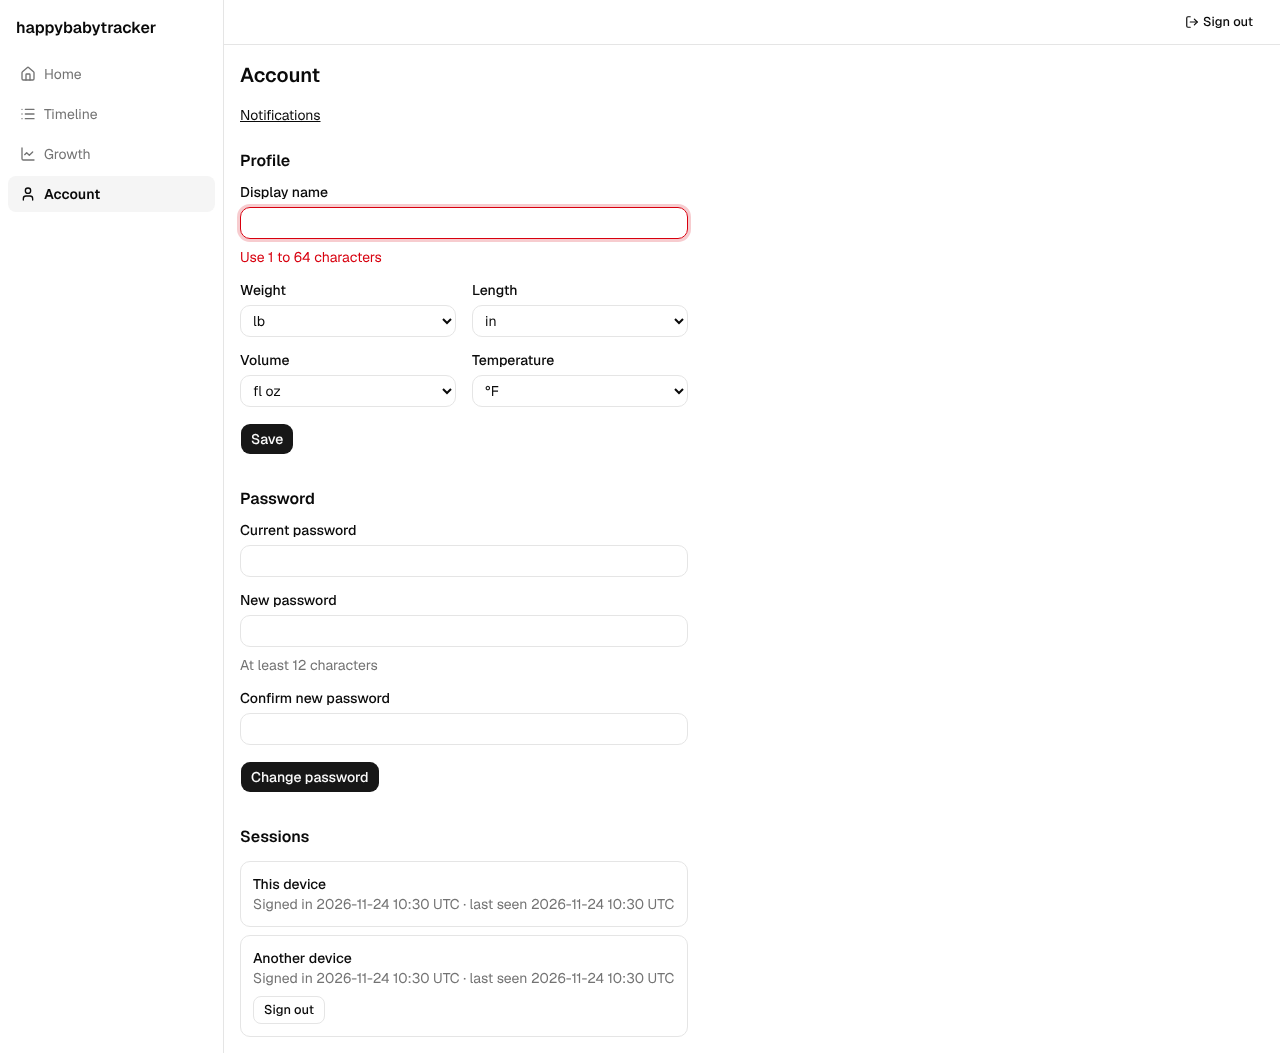 happybabytracker
Sign out
Home
Timeline
Growth
Account
Account
Notifications
Profile
Display name
Use 1 to 64 characters
Weight Length
lb in
Volume Temperature
fl oz °F
Save
Password
Current password
New password
At least 12 characters
Confirm new password
Change password
Sessions
This device
Signed in 2026-11-24 10:30 UTC · last seen 2026-11-24 10:30 UTC
Another device
Signed in 2026-11-24 10:30 UTC · last seen 2026-11-24 10:30 UTC
Sign out